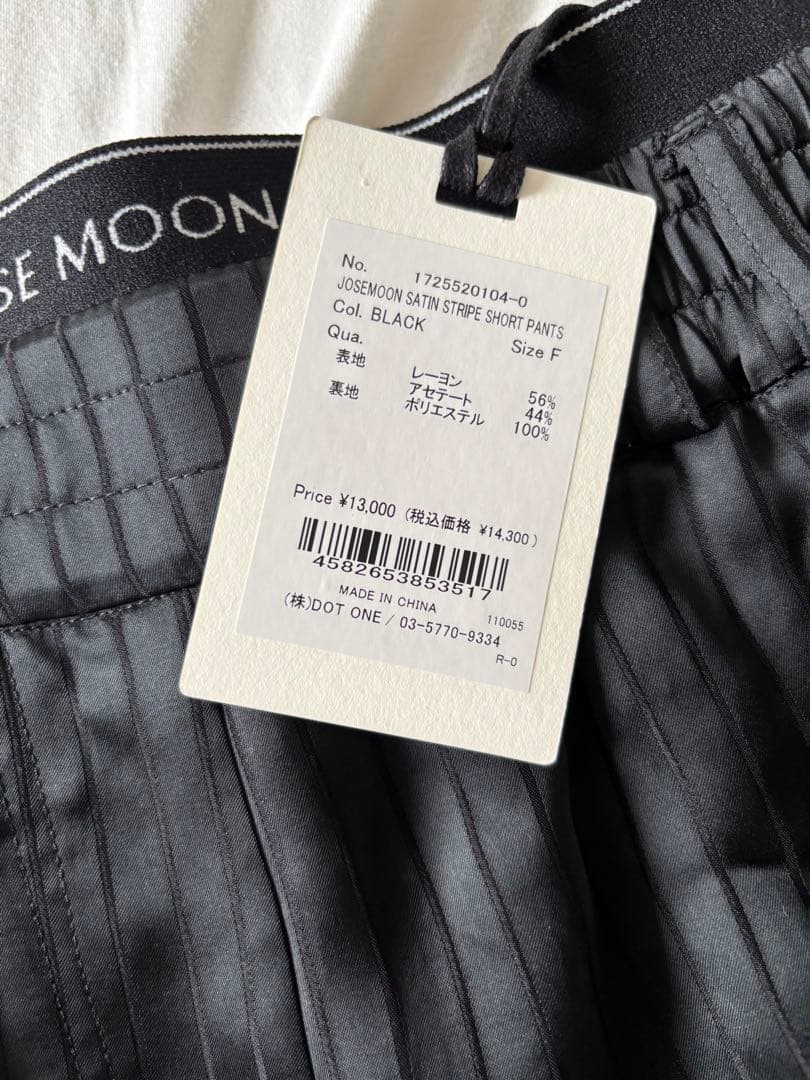 SE MOON
No. 1725520104-0
JOSEMOON SATIN STRIPE SHORT PANTS
Col. BLACK Size F
Qua.
表地 レーヨン 56%
アセテート 44%
裏地 ポリエステル 100%
Price ¥13,000 (税込価格 ¥14,300)
4582653853517
MADE IN CHINA 110055
(株)DOT ONE / 03-5770-9334
R-0